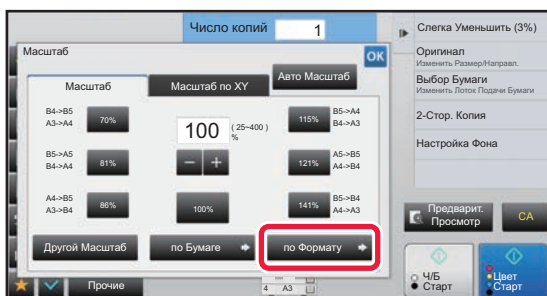 Число копий 1
Масштаб
OK
Масштаб
Масштаб по XY
Авто Масштаб
B4->B5
A3->A4
70%
100
( 25~400 )
%
115%
B5->A4
B4->A3
B5->A5
B4->A4
81%
121%
A5->B5
A4->B4
A4->B5
A3->B4
86%
100%
141%
B5->B4
A4->A3
Другой Масштаб
по Бумаге
по Формату
Прочие
4 A3
Слегка Уменьшить (3%)
Оригинал
Изменить Размер/Направл.
Выбор Бумаги
Изменить Лоток Подачи Бумаги
2-Стор. Копия
Настройка Фона
Предварит.
Просмотр
CA
Ч/Б
Старт
Цвет
Старт